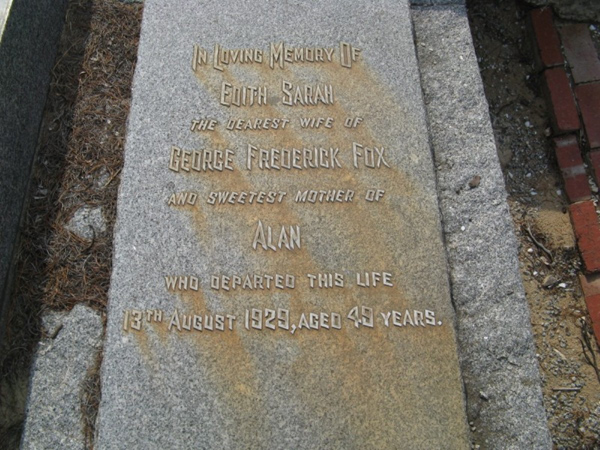 In Loving Memory Of
Edith Sarah
the dearest wife of
George Frederick Fox
and sweetest mother of
Alan
who departed this life
13th August 1929, aged 49 years.